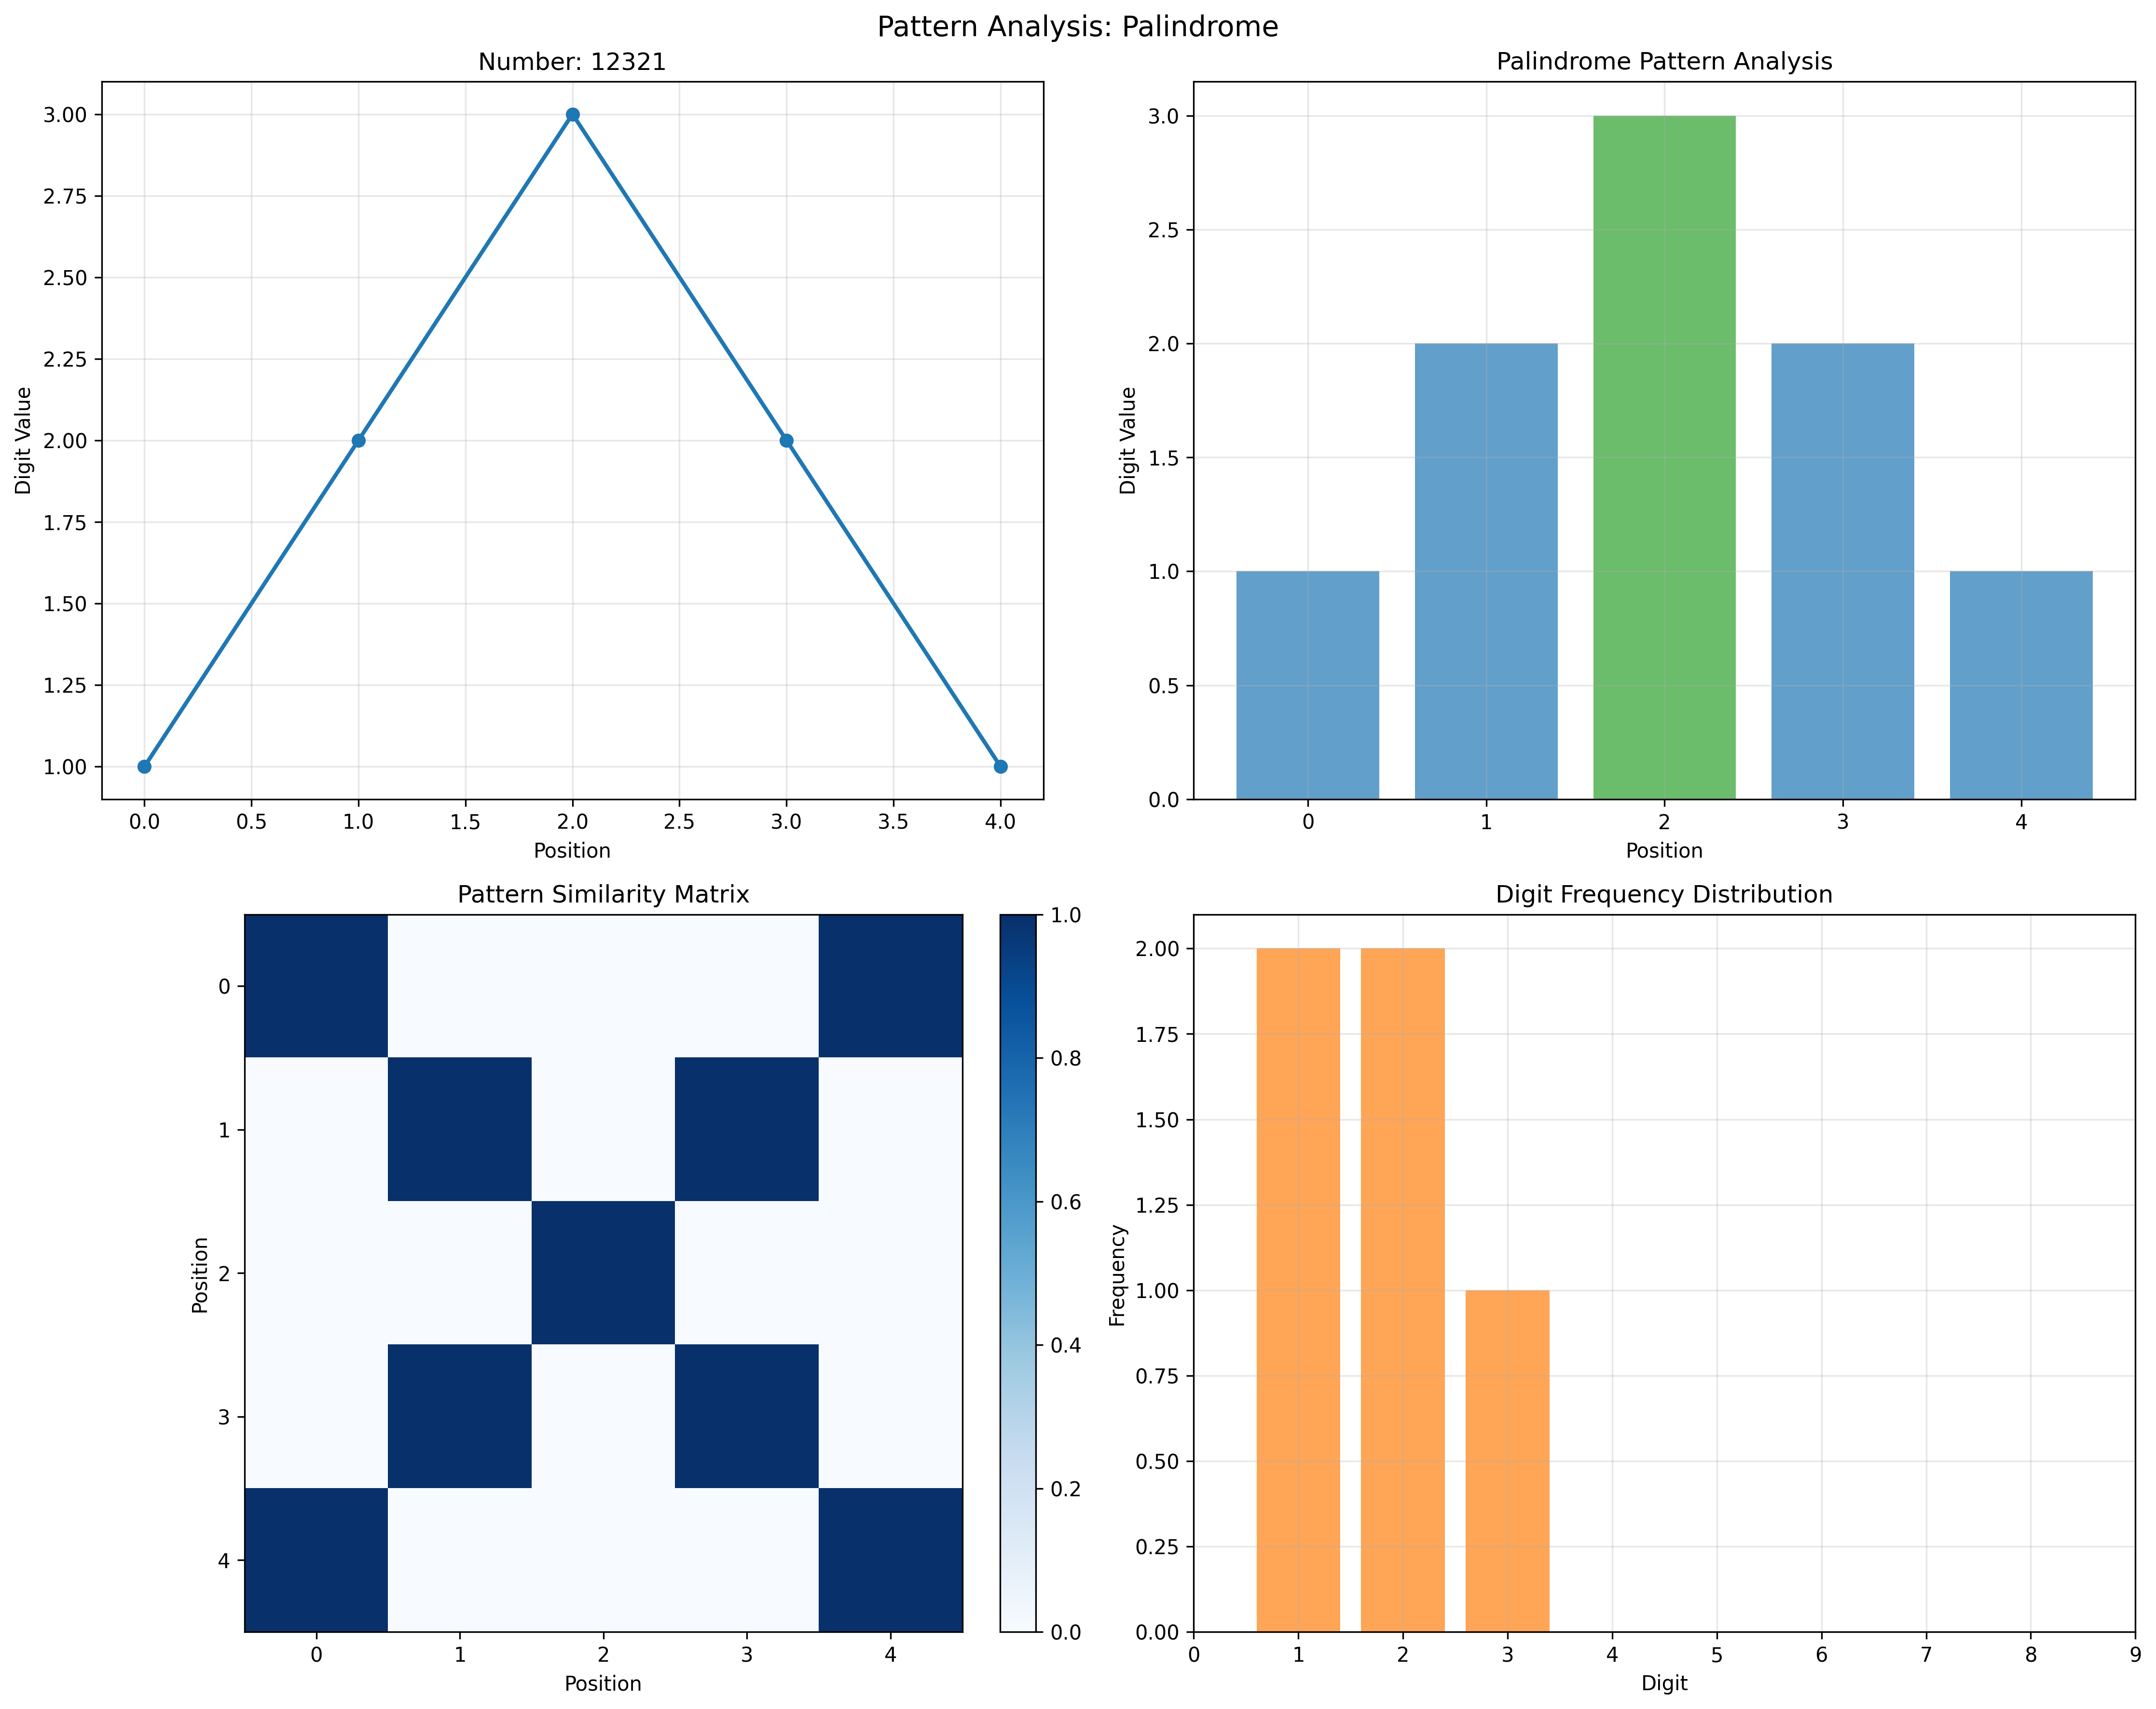 Pattern Analysis: Palindrome
Number: 12321
3.00
2.75
2.50
2.25
2.00
1.75
1.50
1.25
1.00
Digit Value
0.0 0.5 1.0 1.5 2.0 2.5 3.0 3.5 4.0
Position
Palindrome Pattern Analysis
3.0
2.5
2.0
1.5
1.0
0.5
0.0
Digit Value
0 1 2 3 4
Position
Pattern Similarity Matrix
0
1
2
3
4
Position
0 1 2 3 4
Position
1.0
0.8
0.6
0.4
0.2
0.0
Digit Frequency Distribution
2.00
1.75
1.50
1.25
1.00
0.75
0.50
0.25
0.00
Frequency
0 1 2 3 4 5 6 7 8 9
Digit